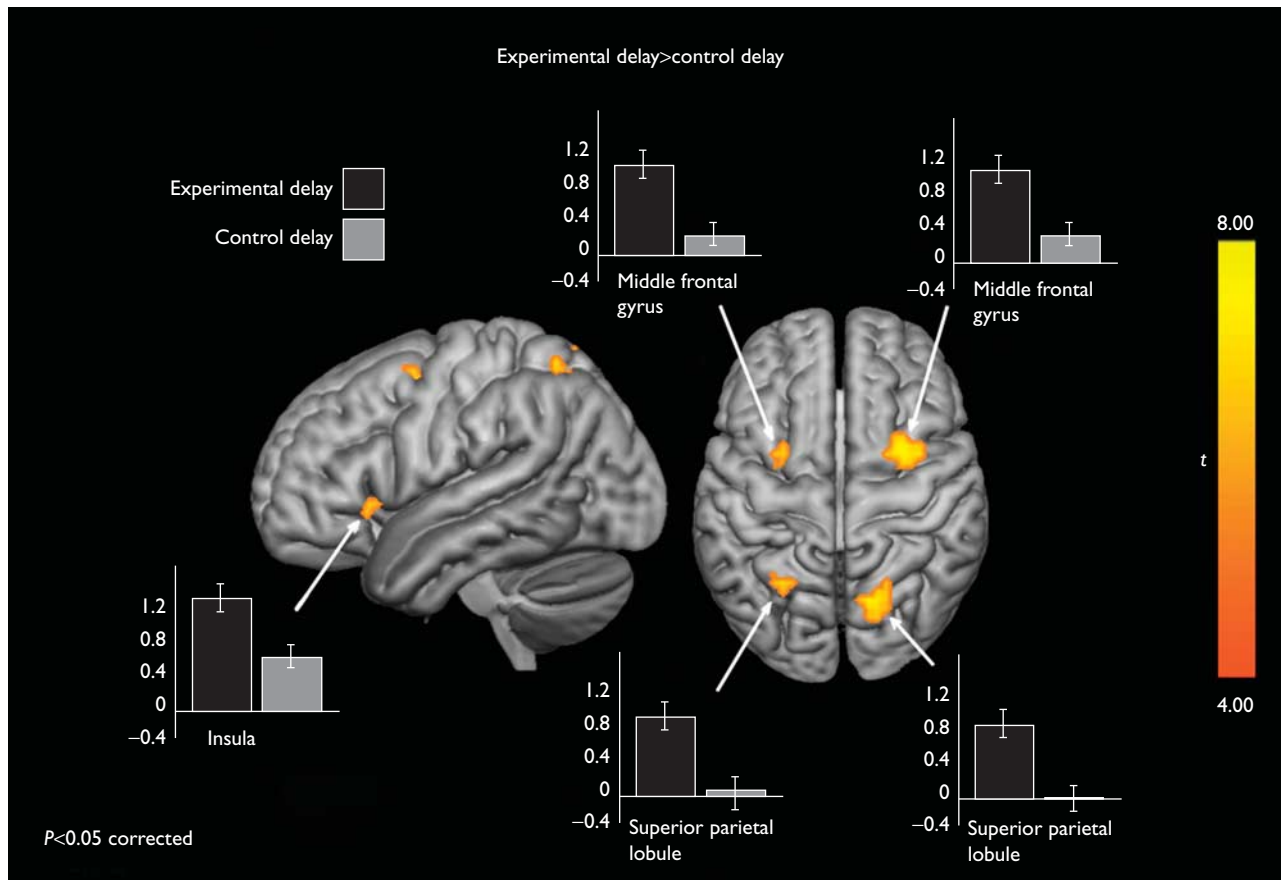 Experimental delay>control delay
Experimental delay
Control delay
1.2
0.8
0.4
0
−0.4
Middle frontal
gyrus
1.2
0.8
0.4
0
−0.4
Middle frontal
gyrus
8.00
t
4.00
1.2
0.8
0.4
0
−0.4
Insula
1.2
0.8
0.4
0
−0.4
Superior parietal
lobule
1.2
0.8
0.4
0
−0.4
Superior parietal
lobule
P<0.05 corrected